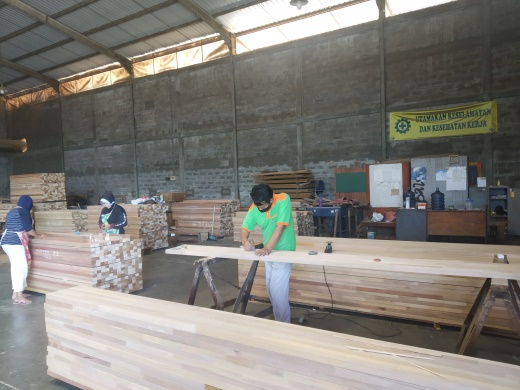 UTAMAKAN KESELAMATAN
DAN KESEHATAN KERJA